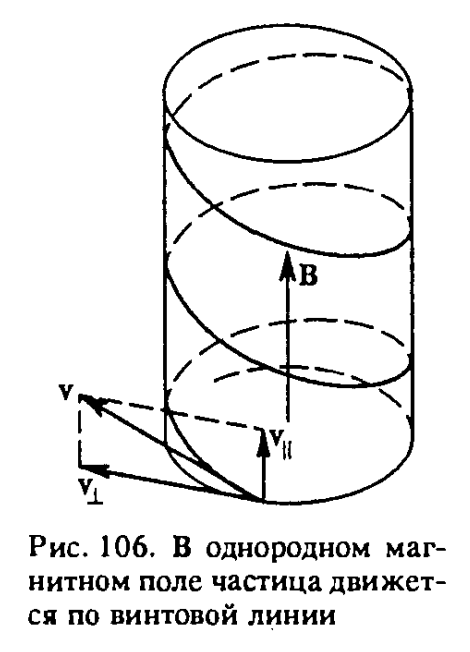 B
v
v∥
v⊥
Рис. 106. В однородном маг-
нитном поле частица движет-
ся по винтовой линии